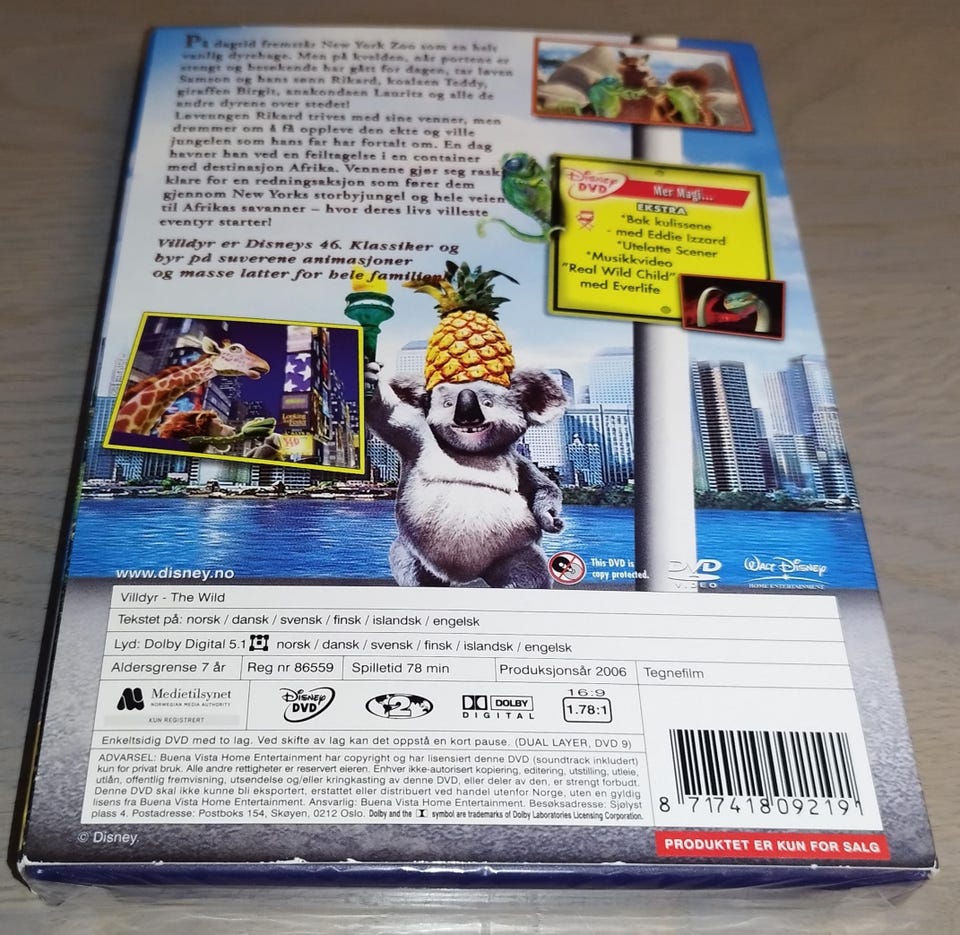 På dagtid fremstår New York Zoo som en helt
vanlig dyrehage. Men på kvelden, når portene er
stengt og besøkende har gått for dagen, tar løven
Samson og hans sønn Rikard, koalaen Teddy,
giraffen Birgit, anakondaen Lauritz og alle de
andre dyrene over stedet!
Løveungen Rikard trives med sine venner, men
drømmer om å få oppleve den ekte og ville
jungelen som hans far har fortalt om. En dag
havner han ved en feiltagelse i en container
med destinasjon Afrika. Vennene gjør seg raskt
klare for en redningsaksjon som fører dem
gjennom New Yorks storbyjungel og hele veien
til Afrikas savanner – hvor deres livs villeste
eventyr starter!
Villdyr er Disneys 46. Klassiker og
byr på suverene animasjoner
og masse latter for hele familien!
Disney
DVD
Mer Magi...
EKSTRA
*Bak kulissene
- med Eddie Izzard
*Utelatte Scener
*Musikkvideo
"Real Wild Child"
med Everlife
www.disney.no
This DVD is
copy protected.
DVD
VIDEO
Walt Disney
HOME ENTERTAINMENT
Villdyr - The Wild
Tekstet på: norsk / dansk / svensk / finsk / islandsk / engelsk
Lyd: Dolby Digital 5.1 norsk / dansk / svensk / finsk / islandsk / engelsk
Aldersgrense 7 år Reg nr 86559 Spilletid 78 min Produksjonsår 2006 Tegnefilm
Medietilsynet
NORWEGIAN MEDIA AUTHORITY
KUN REGISTRERT
Disney
DVD
2
DOLBY
DIGITAL
16:9
1.78:1
Enkeltsidig DVD med to lag. Ved skifte av lag kan det oppstå en kort pause. (DUAL LAYER, DVD 9)
ADVARSEL: Buena Vista Home Entertainment har copyright og har lisensiert denne DVD (soundtrack inkludert)
kun for privat bruk. Alle andre rettigheter er reservert eieren. Enhver ikke-autorisert kopiering, editering, utstilling, utleie,
utlån, offentlig fremvisning, utsendelse og/eller kringkasting av denne DVD, eller deler av den, er strengt forbudt.
Denne DVD skal ikke kunne bli eksportert, erstattet eller distribuert ved handel utenfor Norge, uten en gyldig
lisens fra Buena Vista Home Entertainment. Ansvarlig: Buena Vista Home Entertainment. Besøksadresse: Sjølyst
plass 4. Postadresse: Postboks 154, Skøyen, 0212 Oslo. Dolby and the symbol are trademarks of Dolby Laboratories Licensing Corporation.
8 717418 092191
© Disney.
PRODUKTET ER KUN FOR SALG